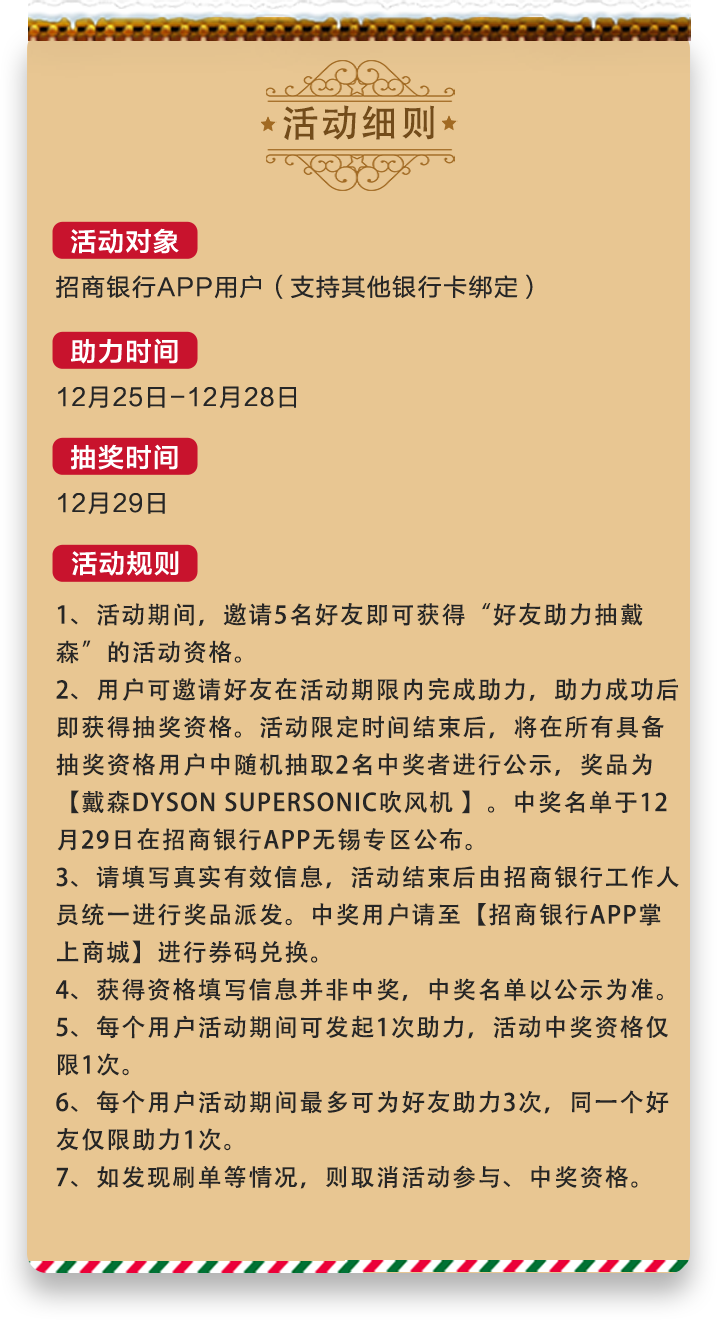 活动细则
活动对象
招商银行APP用户（支持其他银行卡绑定）
助力时间
12月25日-12月28日
抽奖时间
12月29日
活动规则
1、活动期间，邀请5名好友即可获得“好友助力抽戴
森”的活动资格。
2、用户可邀请好友在活动期限内完成助力，助力成功后
即获得抽奖资格。活动限定时间结束后，将在所有具备
抽奖资格用户中随机抽取2名中奖者进行公示，奖品为
【戴森DYSON SUPERSONIC吹风机 】。中奖名单于12
月29日在招商银行APP无锡专区公布。
3、请填写真实有效信息，活动结束后由招商银行工作人
员统一进行奖品派发。中奖用户请至【招商银行APP掌
上商城】进行券码兑换。
4、获得资格填写信息并非中奖，中奖名单以公示为准。
5、每个用户活动期间可发起1次助力，活动中奖资格仅
限1次。
6、每个用户活动期间最多可为好友助力3次，同一个好
友仅限助力1次。
7、如发现刷单等情况，则取消活动参与、中奖资格。